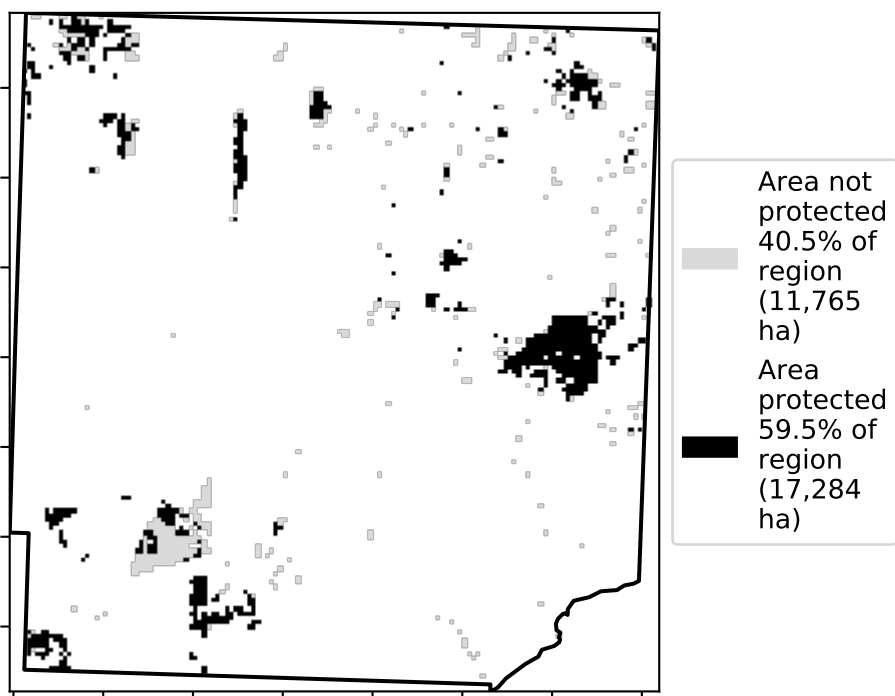 Area not
protected
40.5% of
region
(11,765
ha)
Area
protected
59.5% of
region
(17,284
ha)